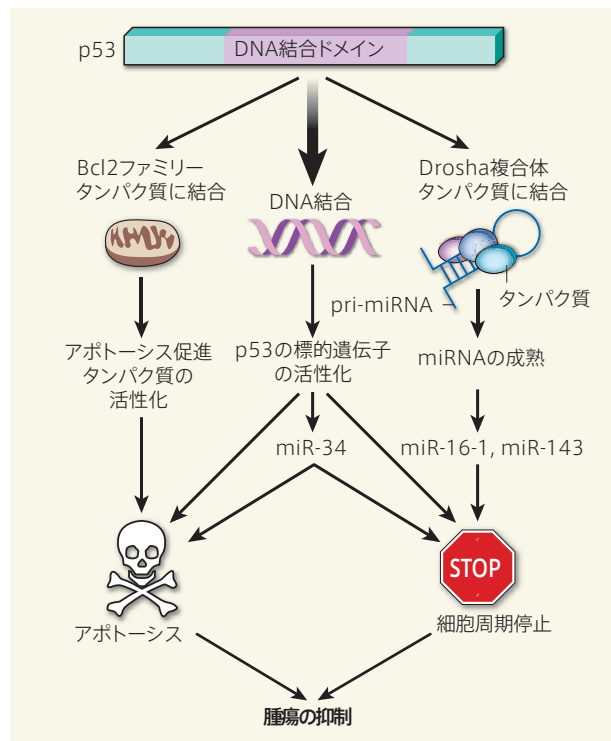 p53
DNA結合ドメイン
Bcl2ファミリー
タンパク質に結合
DNA結合
Drosha複合体
タンパク質に結合
pri-miRNA
タンパク質
アポトーシス促進
タンパク質の
活性化
p53の標的遺伝子
の活性化
miRNAの成熟
miR-34
miR-16-1, miR-143
STOP
アポトーシス
細胞周期停止
腫瘍の抑制